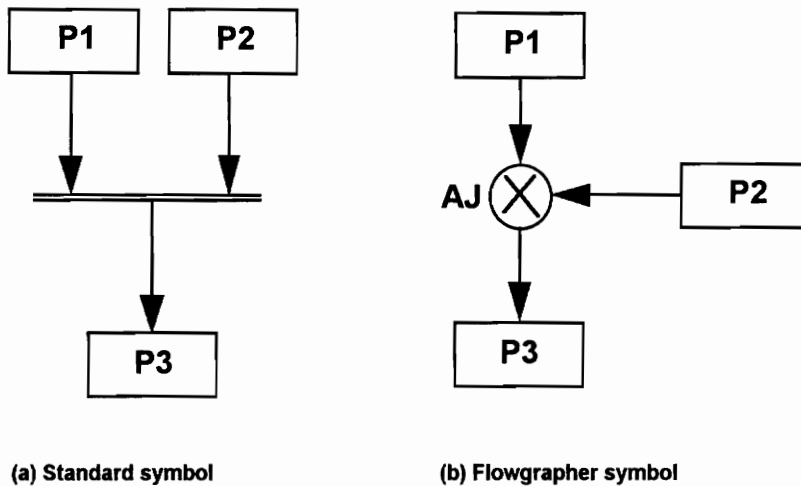 P1
P2
P3
(a) Standard symbol
P1
AJ
P2
P3
(b) Flowgrapher symbol